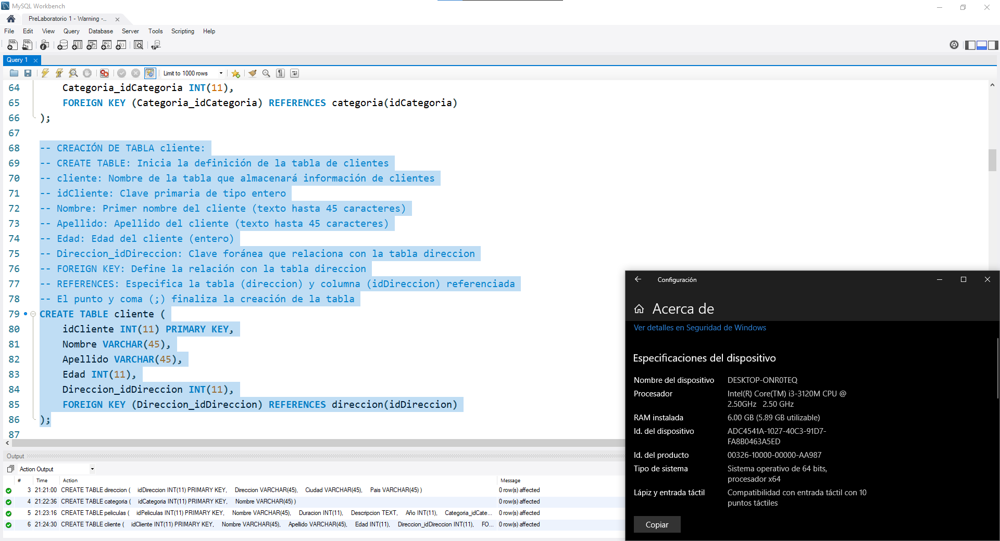 MySQL Workbench
PreLaboratorio 1 - Warning -...
File Edit View Query Database Server Tools Scripting Help
Query 1
Limit to 1000 rows
64 Categoria_idCategoria INT(11),
65 FOREIGN KEY (Categoria_idCategoria) REFERENCES categoria(idCategoria)
66 );
67
68 -- CREACIÓN DE TABLA cliente:
69 -- CREATE TABLE: Inicia la definición de la tabla de clientes
70 -- cliente: Nombre de la tabla que almacenará información de clientes
71 -- idCliente: Clave primaria de tipo entero
72 -- Nombre: Primer nombre del cliente (texto hasta 45 caracteres)
73 -- Apellido: Apellido del cliente (texto hasta 45 caracteres)
74 -- Edad: Edad del cliente (entero)
75 -- Direccion_idDireccion: Clave foránea que relaciona con la tabla direccion
76 -- FOREIGN KEY: Define la relación con la tabla direccion
77 -- REFERENCES: Especifica la tabla (direccion) y columna (idDireccion) referenciada
78 -- El punto y coma (;) finaliza la creación de la tabla
79 CREATE TABLE cliente (
80 idCliente INT(11) PRIMARY KEY,
81 Nombre VARCHAR(45),
82 Apellido VARCHAR(45),
83 Edad INT(11),
84 Direccion_idDireccion INT(11),
85 FOREIGN KEY (Direccion_idDireccion) REFERENCES direccion(idDireccion)
86 );
87
Output
Action Output
# Time Action Message
3 21:21:00 CREATE TABLE direccion ( idDireccion INT(11) PRIMARY KEY, Direccion VARCHAR(45), Ciudad VARCHAR(45), Pais VARCHAR(45) ) 0 row(s) affected
4 21:22:36 CREATE TABLE categoria ( idCategoria INT(11) PRIMARY KEY, Nombre VARCHAR(45) ) 0 row(s) affected
5 21:23:16 CREATE TABLE peliculas ( idPeliculas INT(11) PRIMARY KEY, Nombre VARCHAR(45), Duracion INT(11), Descripcion TEXT, Año INT(11), Categoria_idCate... 0 row(s) affected
6 21:24:30 CREATE TABLE cliente ( idCliente INT(11) PRIMARY KEY, Nombre VARCHAR(45), Apellido VARCHAR(45), Edad INT(11), Direccion_idDireccion INT(11), FO... 0 row(s) affected
Configuración
Acerca de
Ver detalles en Seguridad de Windows
Especificaciones del dispositivo
Nombre del dispositivo DESKTOP-ONR0TEQ
Procesador Intel(R) Core(TM) i3-3120M CPU @
2.50GHz 2.50 GHz
RAM instalada 6.00 GB (5.89 GB utilizable)
Id. del dispositivo ADC4541A-1027-40C3-91D7-
FA8B0463A5ED
Id. del producto 00326-10000-00000-AA987
Tipo de sistema Sistema operativo de 64 bits,
procesador x64
Lápiz y entrada táctil Compatibilidad con entrada táctil con 10
puntos táctiles
Copiar